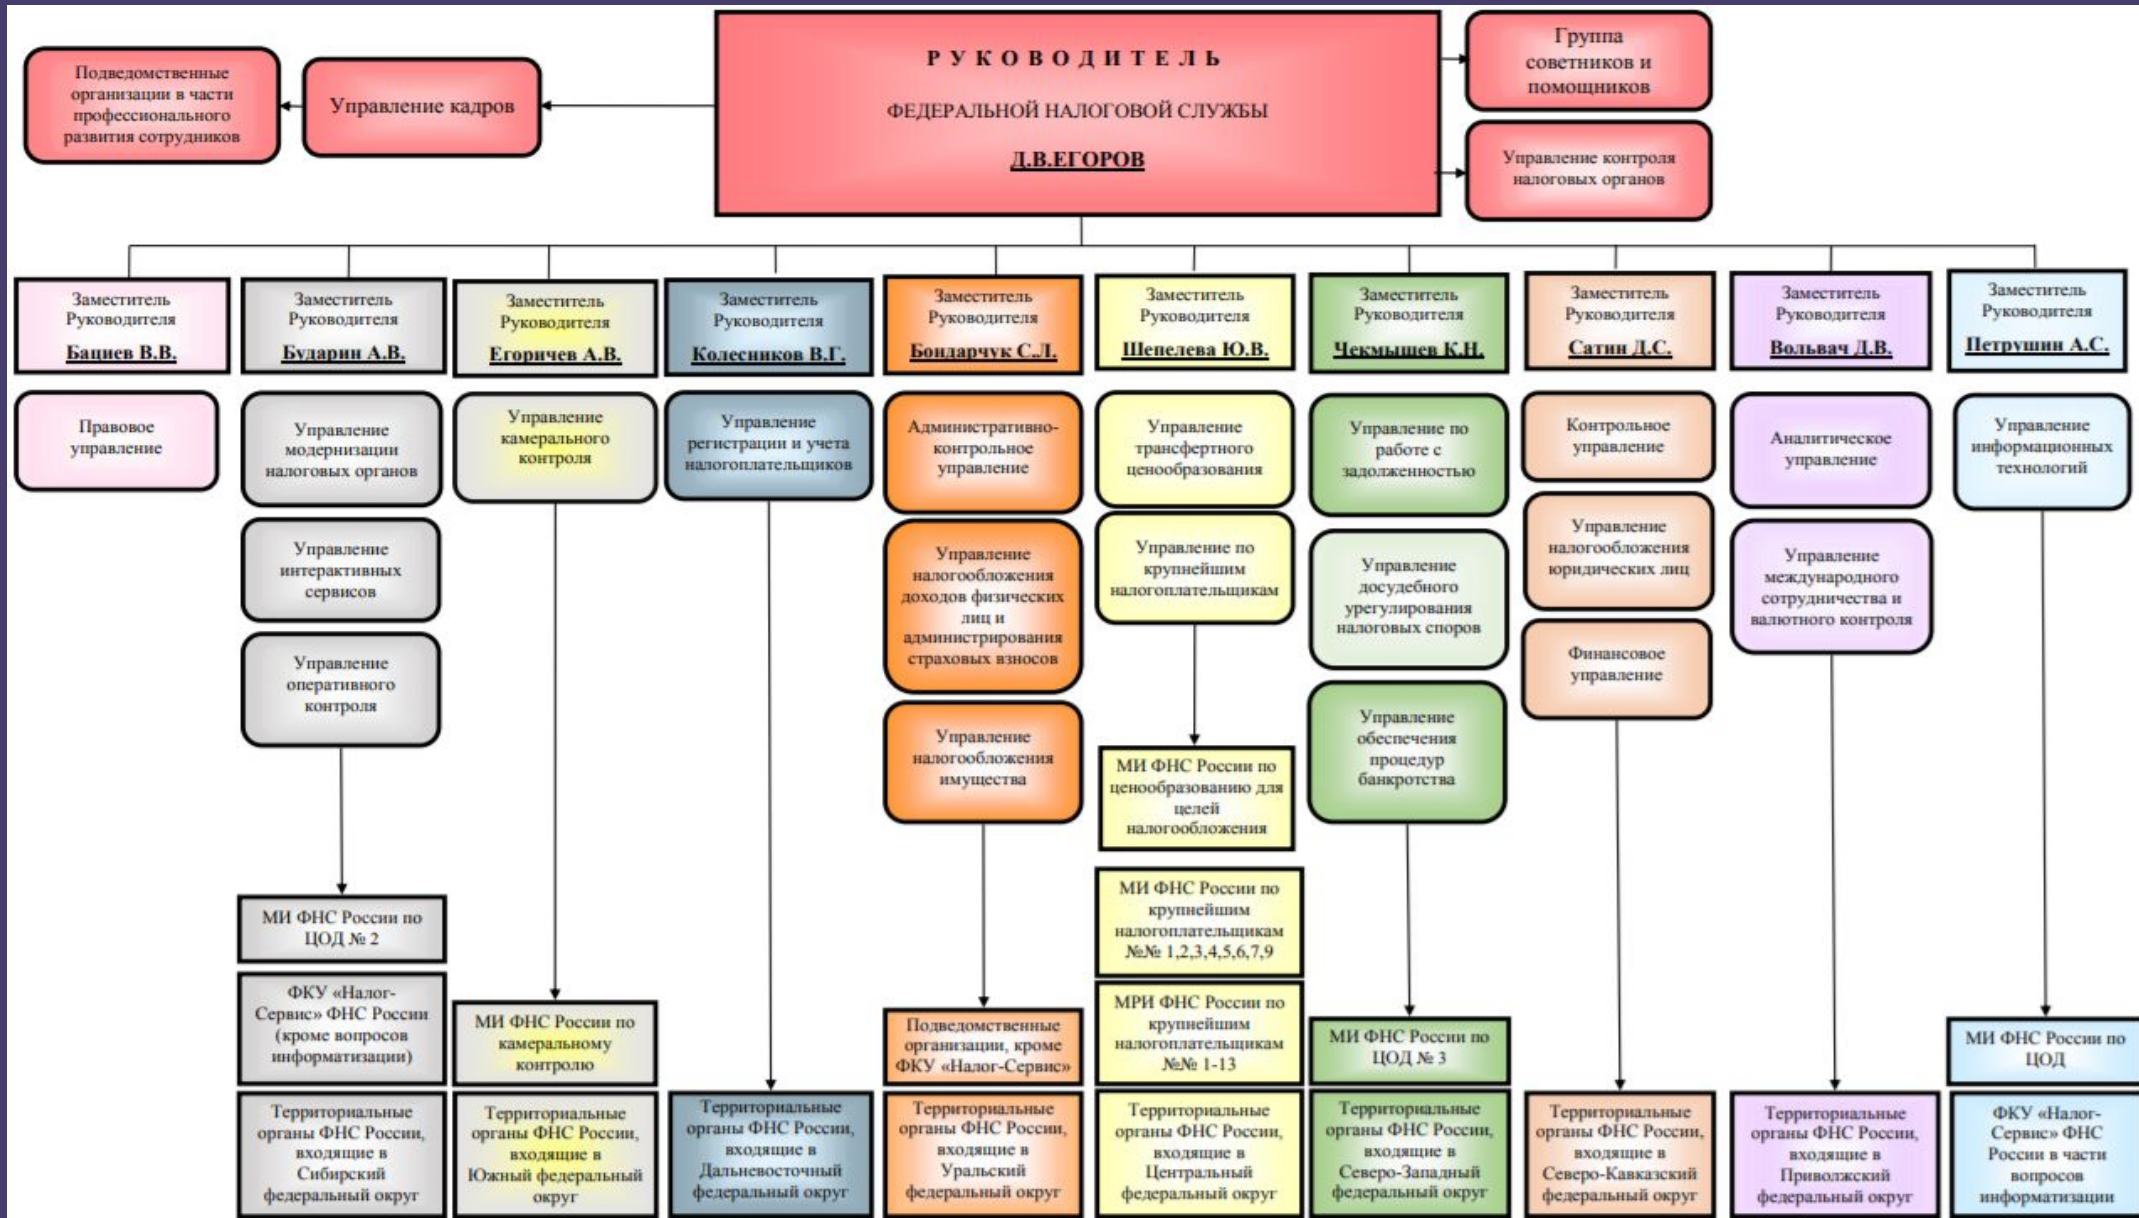 Р У К О В О Д И Т Е Л Ь
ФЕДЕРАЛЬНОЙ НАЛОГОВОЙ СЛУЖБЫ
Д.В.ЕГОРОВ
Подведомственные
организации в части
профессионального
развития сотрудников
Управление кадров
Группа
советников и
помощников
Управление контроля
налоговых органов
Заместитель
Руководителя
Бациев В.В.
Правовое
управление
Заместитель
Руководителя
Бударин А.В.
Управление
модернизации
налоговых органов
Управление
интерактивных
сервисов
Управление
оперативного
контроля
МИ ФНС России по
ЦОД № 2
ФКУ «Налог-
Сервис» ФНС России
(кроме вопросов
информатизации)
Территориальные
органы ФНС России,
входящие в
Сибирский
федеральный округ
Заместитель
Руководителя
Егоричев А.В.
Управление
камерального
контроля
МИ ФНС России по
камеральному
контролю
Территориальные
органы ФНС России,
входящие в
Южный федеральный
округ
Заместитель
Руководителя
Колесников В.Г.
Управление
регистрации и учета
налогоплательщиков
Территориальные
органы ФНС России,
входящие в
Дальневосточный
федеральный округ
Заместитель
Руководителя
Бондарчук С.Л.
Административно-
контрольное
управление
Управление
налогообложения
доходов физических
лиц и
администрирования
страховых взносов
Управление
налогообложения
имущества
Подведомственные
организации, кроме
ФКУ «Налог-Сервис»
Территориальные
органы ФНС России,
входящие в
Уральский
федеральный округ
Заместитель
Руководителя
Шепелева Ю.В.
Управление
трансфертного
ценообразования
Управление по
крупнейшим
налогоплательщикам
МИ ФНС России по
ценообразованию для
целей
налогообложения
МИ ФНС России по
крупнейшим
налогоплательщикам
№№ 1,2,3,4,5,6,7,9
МРИ ФНС России по
крупнейшим
налогоплательщикам
№№ 1-13
Территориальные
органы ФНС России,
входящие в
Центральный
федеральный округ
Заместитель
Руководителя
Чекмышев К.Н.
Управление по
работе с
задолженностью
Управление
досудебного
урегулирования
налоговых споров
Управление
обеспечения
процедур
банкротства
МИ ФНС России по
ЦОД № 3
Территориальные
органы ФНС России,
входящие в
Северо-Западный
федеральный округ
Заместитель
Руководителя
Сатин Д.С.
Контрольное
управление
Управление
налогообложения
юридических лиц
Финансовое
управление
Территориальные
органы ФНС России,
входящие в
Северо-Кавказский
федеральный округ
Заместитель
Руководителя
Вольвач Д.В.
Аналитическое
управление
Управление
международного
сотрудничества и
валютного контроля
Территориальные
органы ФНС России,
входящие в
Приволжский
федеральный округ
Заместитель
Руководителя
Петрушин А.С.
Управление
информационных
технологий
МИ ФНС России по
ЦОД
ФКУ «Налог-
Сервис» ФНС
России в части
вопросов
информатизации